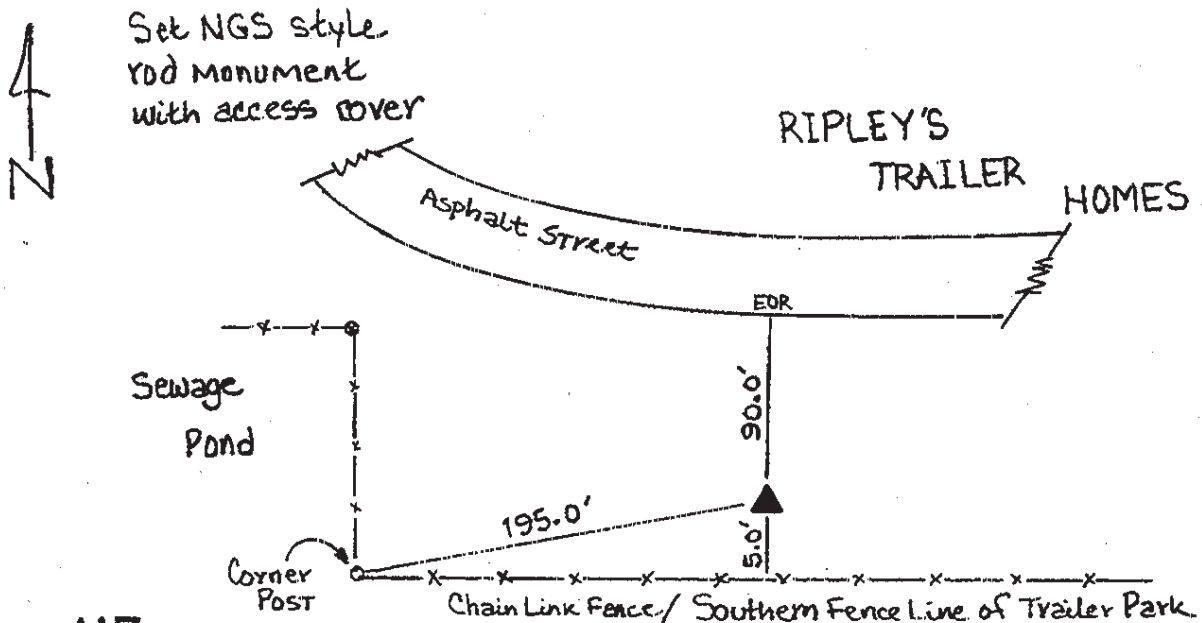 Set NGS style
rod Monument
with access cover
N
RIPLEY'S
TRAILER
HOMES
Asphalt Street
EOR
Sewage
Pond
90.0'
195.0'
5.0'
Corner
POST
Chain Link Fence / Southern Fence Line of Trailer Park